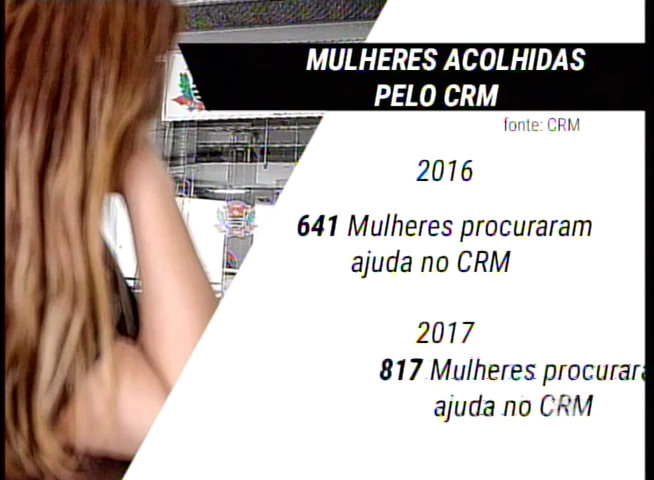 MULHERES ACOLHIDAS
PELO CRM
fonte: CRM
2016
641 Mulheres procuraram
ajuda no CRM
2017
817 Mulheres procurara
ajuda no CRM